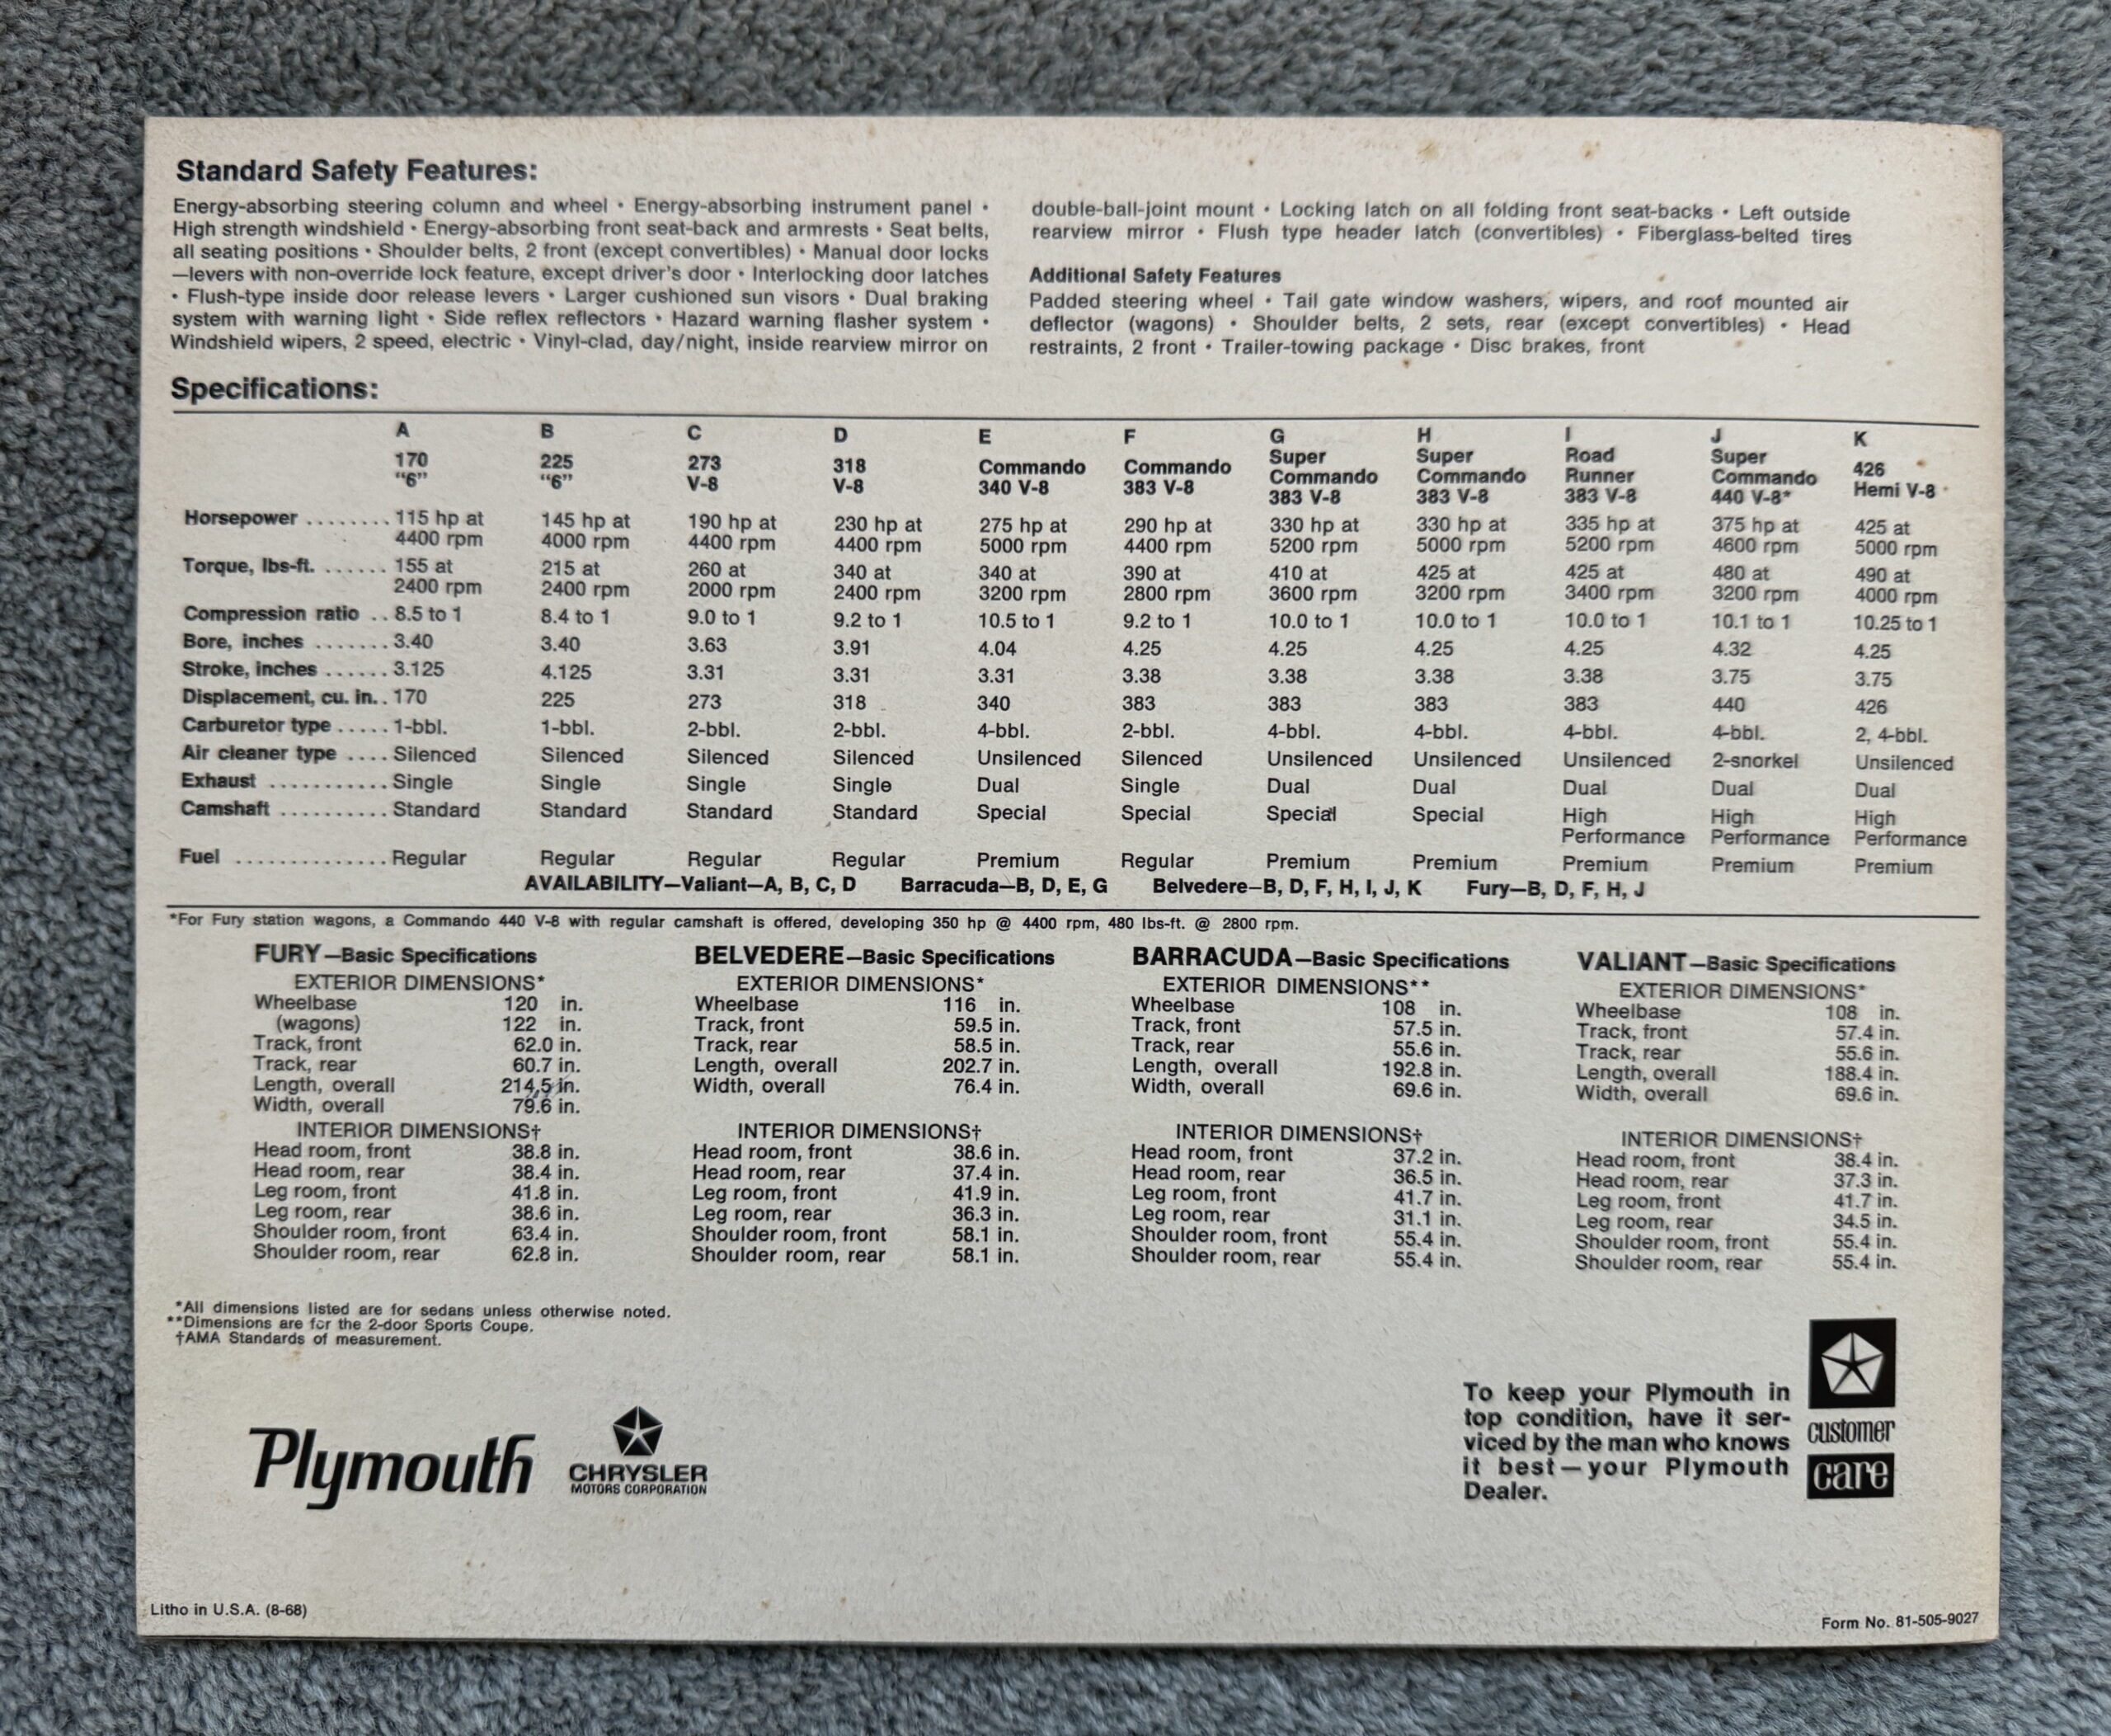 Standard Safety Features:
Energy-absorbing steering column and wheel • Energy-absorbing instrument panel •
High strength windshield • Energy-absorbing front seat-back and armrests • Seat belts,
all seating positions • Shoulder belts, 2 front (except convertibles) • Manual door locks
—levers with non-override lock feature, except driver's door • Interlocking door latches
• Flush-type inside door release levers • Larger cushioned sun visors • Dual braking
system with warning light • Side reflex reflectors • Hazard warning flasher system •
Windshield wipers, 2 speed, electric • Vinyl-clad, day/night, inside rearview mirror on
double-ball-joint mount • Locking latch on all folding front seat-backs • Left outside
rearview mirror • Flush type header latch (convertibles) • Fiberglass-belted tires
Additional Safety Features
Padded steering wheel • Tail gate window washers, wipers, and roof mounted air
deflector (wagons) • Shoulder belts, 2 sets, rear (except convertibles) • Head
restraints, 2 front • Trailer-towing package • Disc brakes, front
Specifications:
A B C D E F G H I J K
170 225 273 318 Commando Commando Super Super Road Super 426
"6" "6" V-8 V-8 340 V-8 383 V-8 Commando Commando Runner Commando Hemi V-8
383 V-8 383 V-8 383 V-8 440 V-8*
Horsepower ........ 115 hp at 145 hp at 190 hp at 230 hp at 275 hp at 290 hp at 330 hp at 330 hp at 335 hp at 375 hp at 425 at
4400 rpm 4000 rpm 4400 rpm 4400 rpm 5000 rpm 4400 rpm 5200 rpm 5000 rpm 5200 rpm 4600 rpm 5000 rpm
Torque, lbs-ft. ...... 155 at 215 at 260 at 340 at 340 at 390 at 410 at 425 at 425 at 480 at 490 at
2400 rpm 2400 rpm 2000 rpm 2400 rpm 3200 rpm 2800 rpm 3600 rpm 3200 rpm 3400 rpm 3200 rpm 4000 rpm
Compression ratio .. 8.5 to 1 8.4 to 1 9.0 to 1 9.2 to 1 10.5 to 1 9.2 to 1 10.0 to 1 10.0 to 1 10.0 to 1 10.1 to 1 10.25 to 1
Bore, inches ....... 3.40 3.40 3.63 3.91 4.04 4.25 4.25 4.25 4.25 4.32 4.25
Stroke, inches ...... 3.125 4.125 3.31 3.31 3.31 3.38 3.38 3.38 3.38 3.75 3.75
Displacement, cu. in. . 170 225 273 318 340 383 383 383 383 440 426
Carburetor type ..... 1-bbl. 1-bbl. 2-bbl. 2-bbl. 4-bbl. 2-bbl. 4-bbl. 4-bbl. 4-bbl. 4-bbl. 2, 4-bbl.
Air cleaner type .... Silenced Silenced Silenced Silenced Unsilenced Silenced Unsilenced Unsilenced Unsilenced 2-snorkel Unsilenced
Exhaust ........... Single Single Single Single Dual Single Dual Dual Dual Dual Dual
Camshaft .......... Standard Standard Standard Standard Special Special Special Special High High High
Performance Performance Performance
Fuel .............. Regular Regular Regular Regular Premium Regular Premium Premium Premium Premium Premium
AVAILABILITY—Valiant—A, B, C, D Barracuda—B, D, E, G Belvedere—B, D, F, H, I, J, K Fury—B, D, F, H, J
*For Fury station wagons, a Commando 440 V-8 with regular camshaft is offered, developing 350 hp @ 4400 rpm, 480 lbs-ft. @ 2800 rpm.
FURY—Basic Specifications
EXTERIOR DIMENSIONS*
Wheelbase 120 in.
(wagons) 122 in.
Track, front 62.0 in.
Track, rear 60.7 in.
Length, overall 214.5 in.
Width, overall 79.6 in.
INTERIOR DIMENSIONS†
Head room, front 38.8 in.
Head room, rear 38.4 in.
Leg room, front 41.8 in.
Leg room, rear 38.6 in.
Shoulder room, front 63.4 in.
Shoulder room, rear 62.8 in.
BELVEDERE—Basic Specifications
EXTERIOR DIMENSIONS*
Wheelbase 116 in.
Track, front 59.5 in.
Track, rear 58.5 in.
Length, overall 202.7 in.
Width, overall 76.4 in.
INTERIOR DIMENSIONS†
Head room, front 38.6 in.
Head room, rear 37.4 in.
Leg room, front 41.9 in.
Leg room, rear 36.3 in.
Shoulder room, front 58.1 in.
Shoulder room, rear 58.1 in.
BARRACUDA—Basic Specifications
EXTERIOR DIMENSIONS**
Wheelbase 108 in.
Track, front 57.5 in.
Track, rear 55.6 in.
Length, overall 192.8 in.
Width, overall 69.6 in.
INTERIOR DIMENSIONS†
Head room, front 37.2 in.
Head room, rear 36.5 in.
Leg room, front 41.7 in.
Leg room, rear 31.1 in.
Shoulder room, front 55.4 in.
Shoulder room, rear 55.4 in.
VALIANT—Basic Specifications
EXTERIOR DIMENSIONS*
Wheelbase 108 in.
Track, front 57.4 in.
Track, rear 55.6 in.
Length, overall 188.4 in.
Width, overall 69.6 in.
INTERIOR DIMENSIONS†
Head room, front 38.4 in.
Head room, rear 37.3 in.
Leg room, front 41.7 in.
Leg room, rear 34.5 in.
Shoulder room, front 55.4 in.
Shoulder room, rear 55.4 in.
*All dimensions listed are for sedans unless otherwise noted.
**Dimensions are for the 2-door Sports Coupe.
†AMA Standards of measurement.
Plymouth
CHRYSLER
MOTORS CORPORATION
To keep your Plymouth in
top condition, have it ser-
viced by the man who knows
it best—your Plymouth
Dealer.
customer
care
Litho in U.S.A. (8-68)
Form No. 81-505-9027